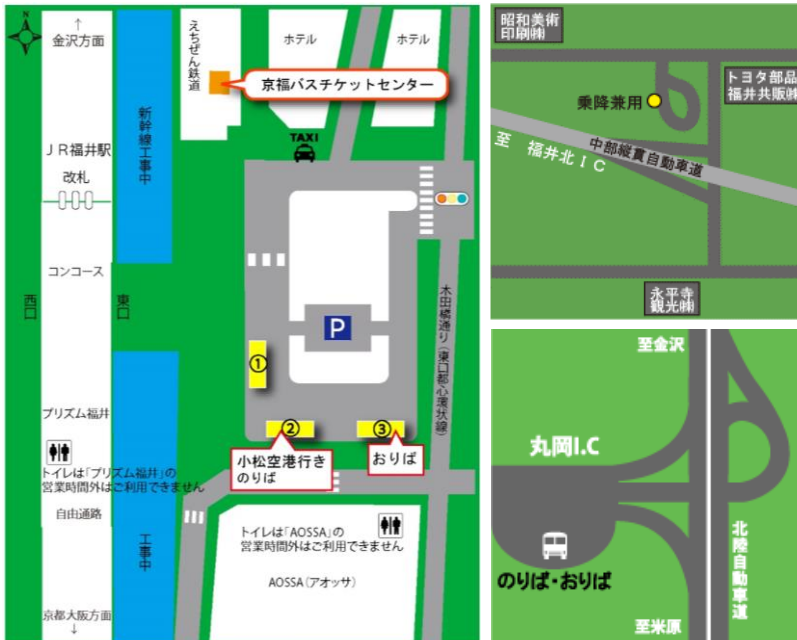 N
↑
金沢方面
えちぜん鉄道
ホテル
ホテル
京福バスチケットセンター
新幹線工事中
TAXI
JR福井駅
改札
コンコース
西口
東口
P
木田橋通り(東口都心環状線)
①
②
③
小松空港行き
のりば
おりば
プリズム福井
トイレは「プリズム福井」の
営業時間外はご利用できません
自由通路
工事中
トイレは「AOSSA」の
営業時間外はご利用できません
AOSSA(アオッサ)
京都大阪方面
↓
昭和美術
印刷㈱
トヨタ部品
福井共販㈱
乗降兼用
中部縦貫自動車道
至 福井北IC
永平寺
観光㈱
至金沢
丸岡I.C
のりば・おりば
北陸自動車道
至米原